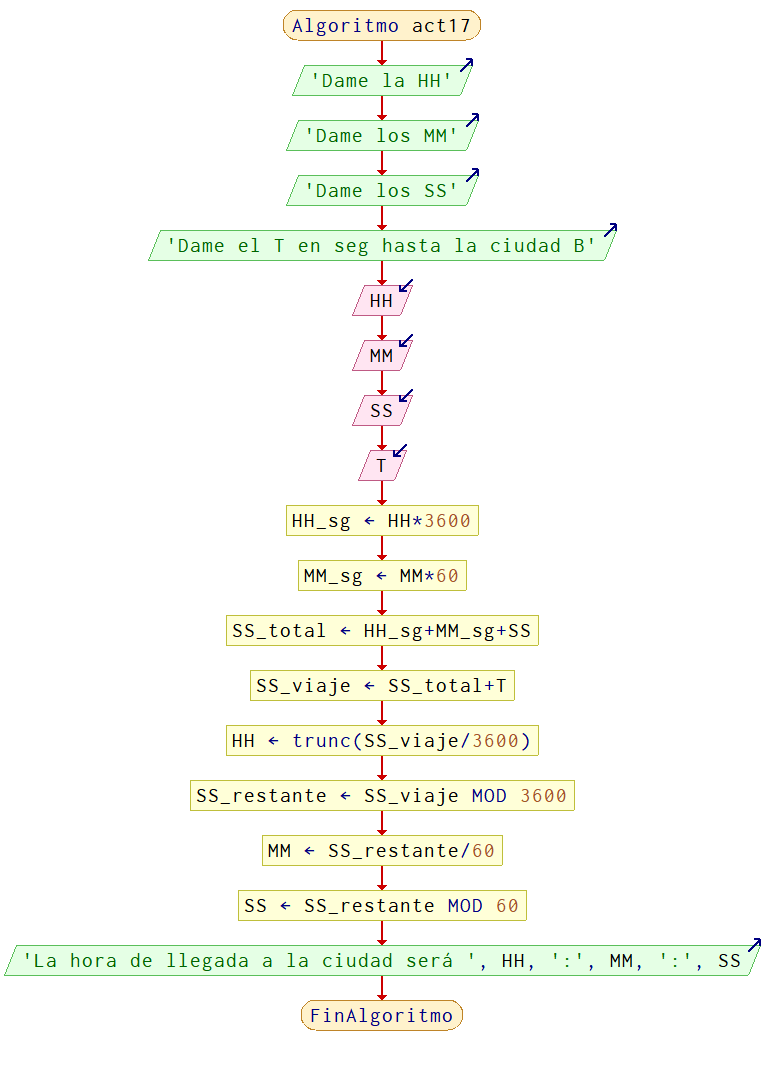 Algoritmo act17
'Dame la HH'
'Dame los MM'
'Dame los SS'
'Dame el T en seg hasta la ciudad B'
HH
MM
SS
T
HH_sg ← HH*3600
MM_sg ← MM*60
SS_total ← HH_sg+MM_sg+SS
SS_viaje ← SS_total+T
HH ← trunc(SS_viaje/3600)
SS_restante ← SS_viaje MOD 3600
MM ← SS_restante/60
SS ← SS_restante MOD 60
'La hora de llegada a la ciudad será ', HH, ':', MM, ':', SS
FinAlgoritmo